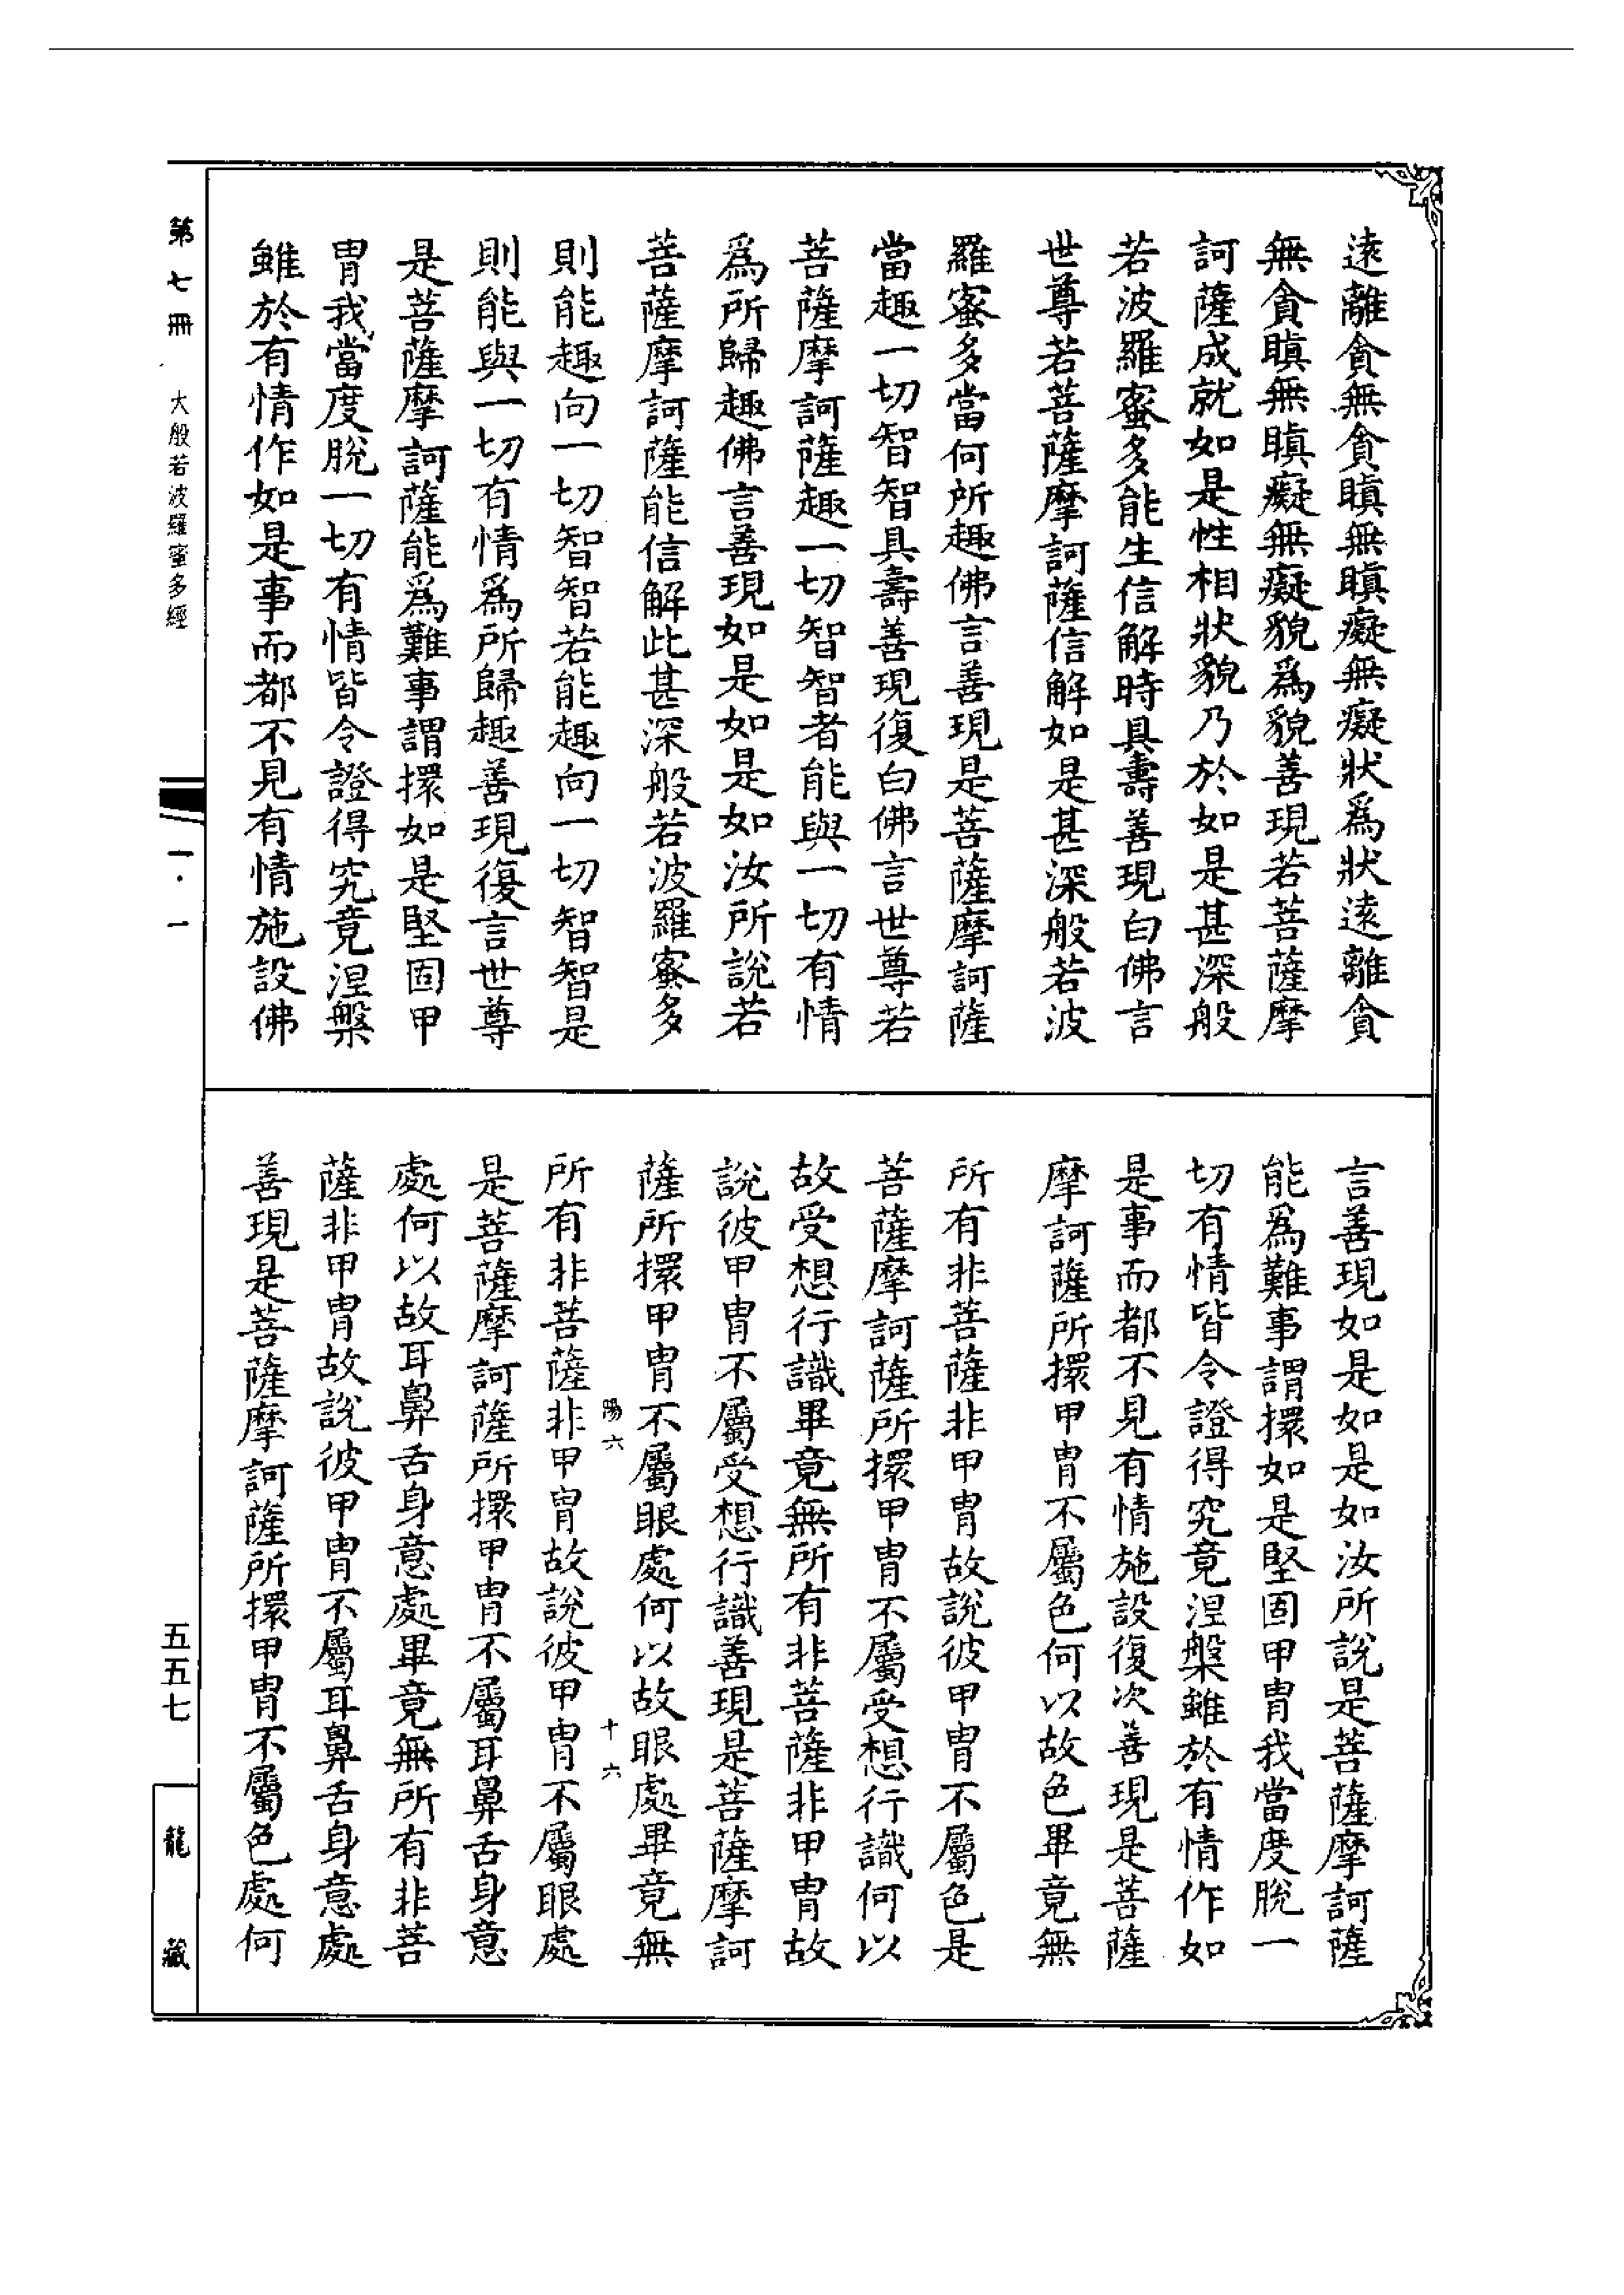 遠離貪無貪瞋無瞋癡無癡狀爲狀遠離貪
無貪瞋無瞋癡無癡貌爲貌善現若菩薩摩
訶薩成就如是性相狀貌乃於如是甚深般
若波羅蜜多能生信解時具壽善現白佛言
世尊若菩薩摩訶薩信解如是甚深般若波
羅蜜多當何所趣佛言善現是菩薩摩訶薩
當趣一切智智具壽善現復白佛言世尊若
菩薩摩訶薩趣一切智智者能與一切有情
爲所歸趣佛言善現如是如是如汝所說若
菩薩摩訶薩能信解此甚深般若波羅蜜多
則能趣向一切智智若能趣向一切智智是
則能與一切有情爲所歸趣善現復言世尊
是菩薩摩訶薩能爲難事謂擐如是堅固甲
冑我當度脫一切有情皆令證得究竟涅槃
雖於有情作如是事而都不見有情施設佛
言善現如是如是如汝所說是菩薩摩訶薩
能爲難事謂擐如是堅固甲冑我當度脫一
切有情皆令證得究竟涅槃雖於有情作如
是事而都不見有情施設復次善現是菩薩
摩訶薩所擐甲冑不屬色何以故色畢竟無
所有非菩薩非甲冑故說彼甲冑不屬色是
菩薩摩訶薩所擐甲冑不屬受想行識何以
故受想行識畢竟無所有非菩薩非甲冑故
說彼甲冑不屬受想行識善現是菩薩摩訶
薩所擐甲冑不屬眼處何以故眼處畢竟無
陽六 十六
所有非菩薩非甲冑故說彼甲冑不屬眼處
是菩薩摩訶薩所擐甲冑不屬耳鼻舌身意
處何以故耳鼻舌身意處畢竟無所有非菩
薩非甲冑故說彼甲冑不屬耳鼻舌身意處
善現是菩薩摩訶薩所擐甲冑不屬色處何
第七冊 大般若波羅蜜多經 一·一 五五七 龍藏